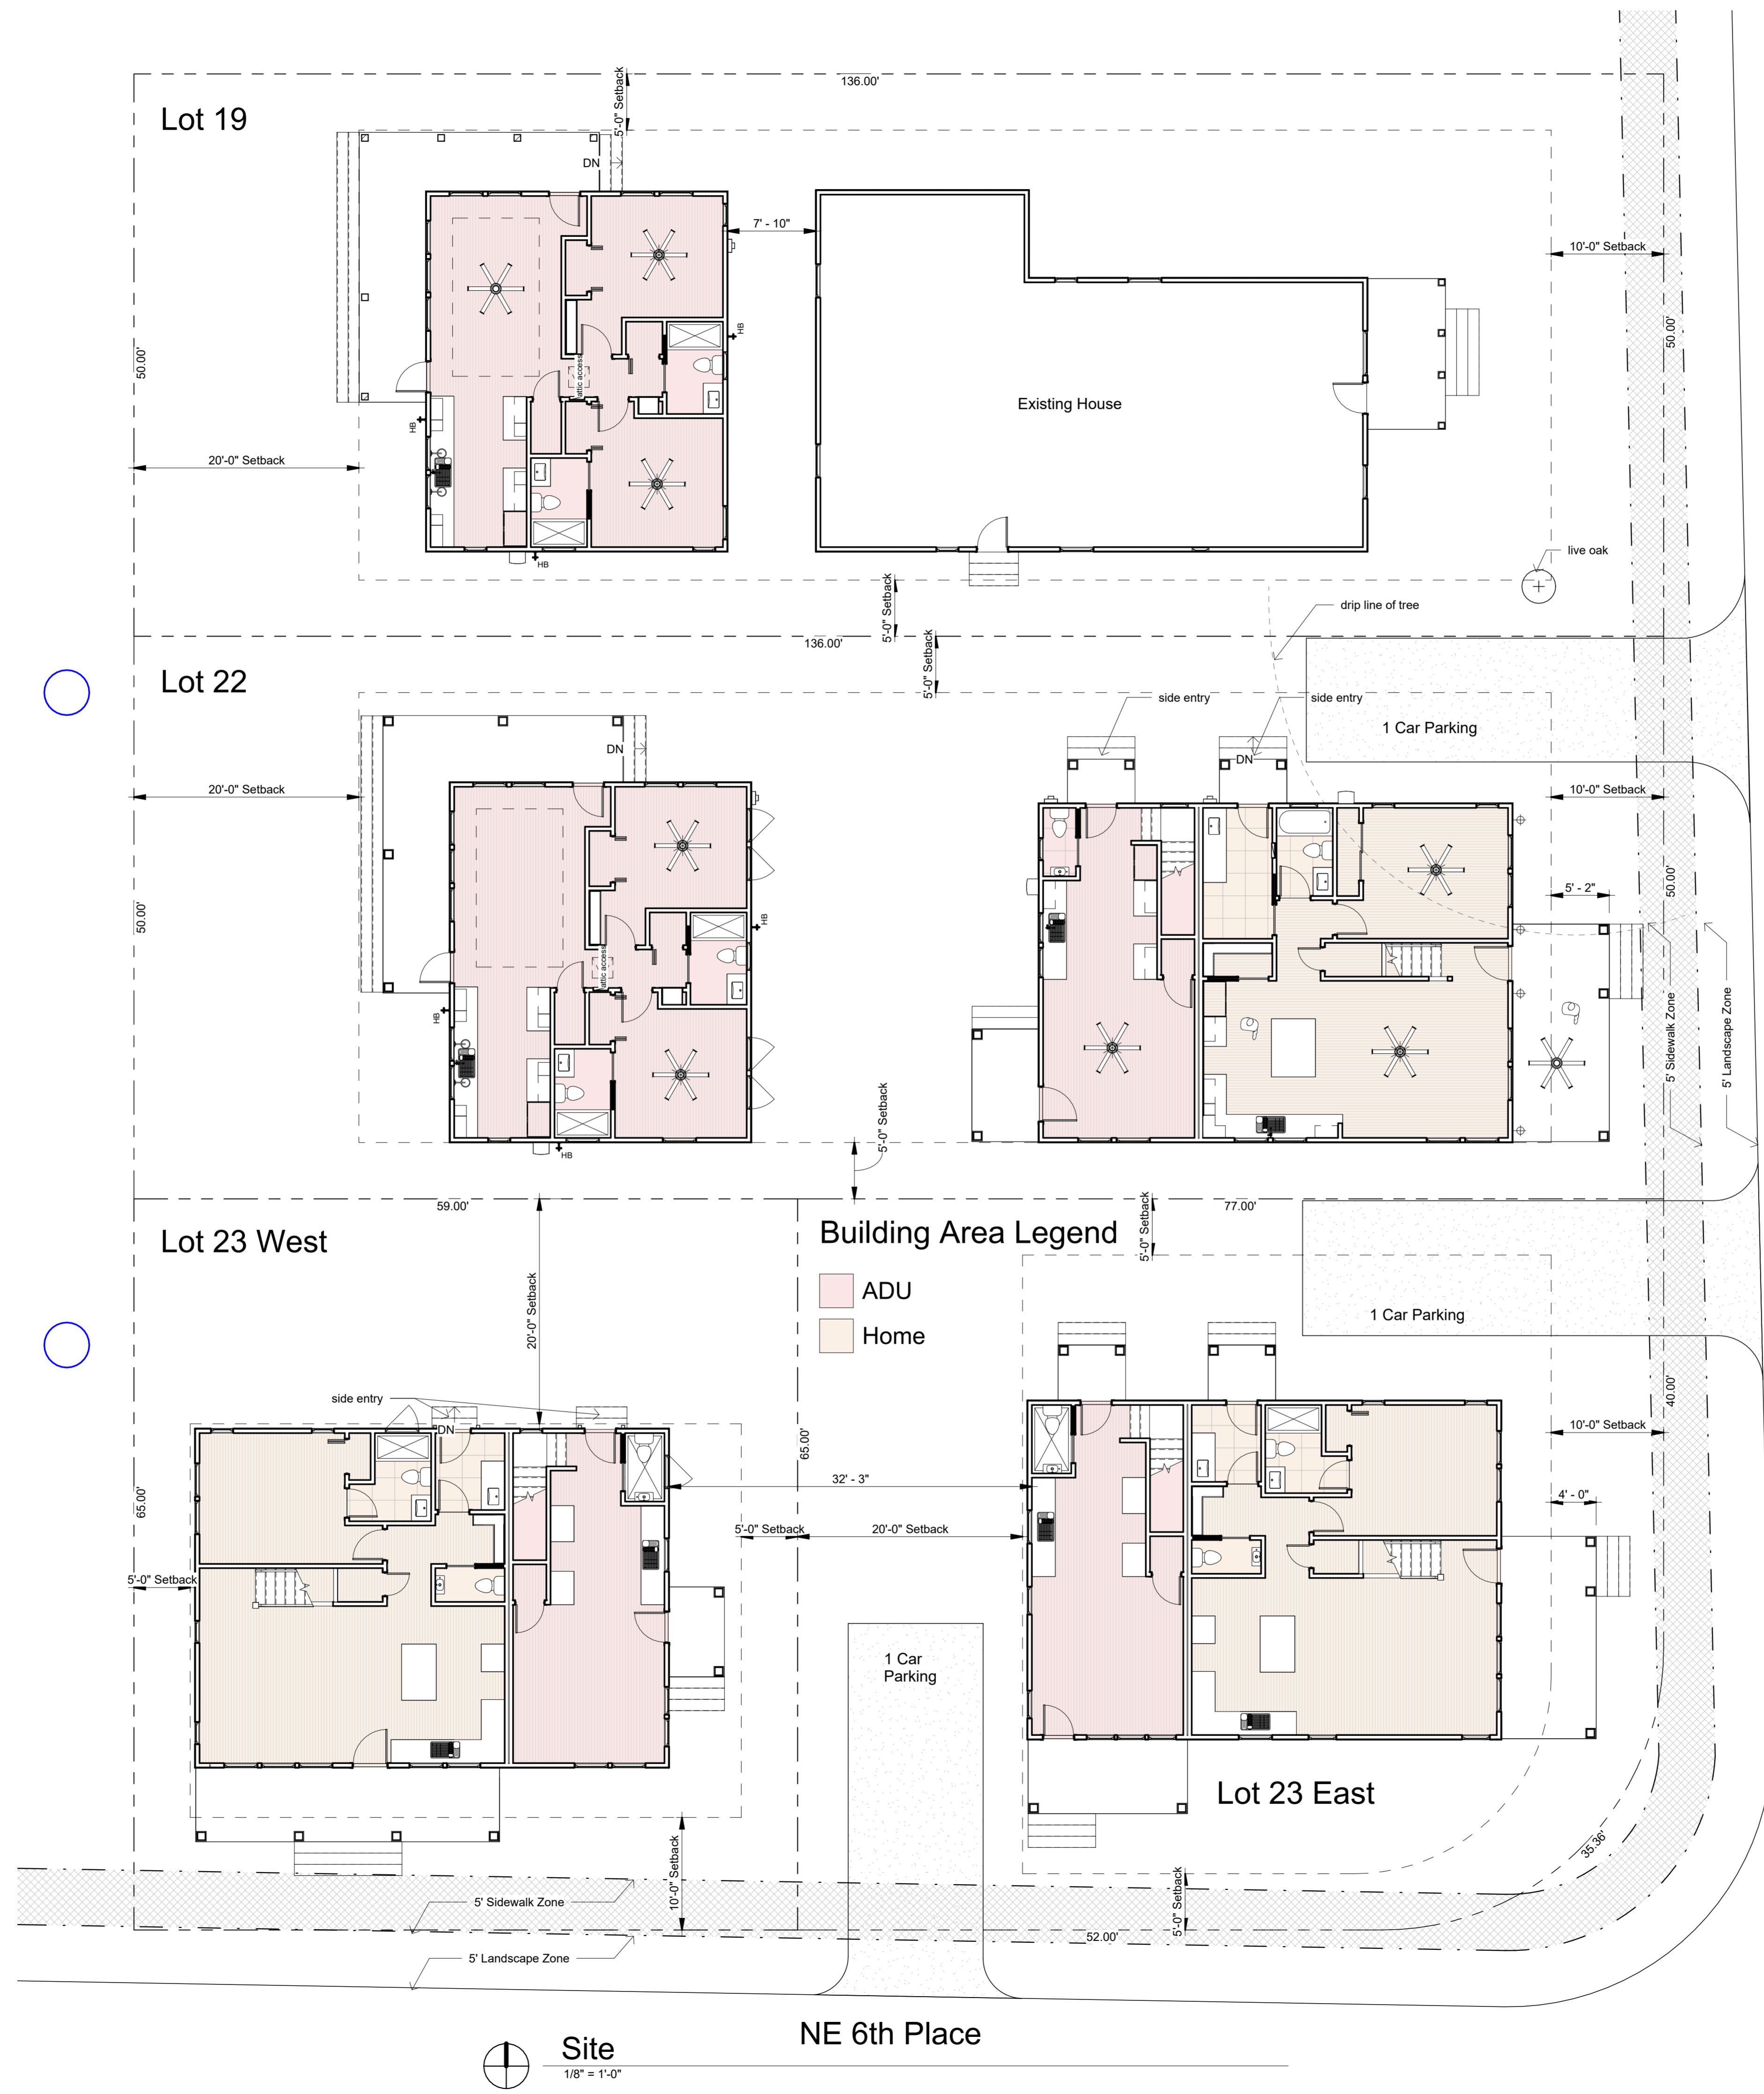 136.00'
5'-0" Setback
Lot 19
DN
7' - 10"
10'-0" Setback
HB
50.00'
50.00'
attic access
Existing House
HB
20'-0" Setback
HB
live oak
5'-0" Setback
drip line of tree
136.00'
5'-0" Setback
Lot 22
side entry
side entry
1 Car Parking
DN
DN
20'-0" Setback
10'-0" Setback
5' - 2"
50.00'
50.00'
HB
attic access
HB
5' Sidewalk Zone
5' Landscape Zone
5'-0" Setback
HB
59.00'
77.00'
5'-0" Setback
Lot 23 West
Building Area Legend
ADU
Home
1 Car Parking
20'-0" Setback
side entry
DN
40.00'
10'-0" Setback
65.00'
65.00'
32' - 3"
4' - 0"
5'-0" Setback
20'-0" Setback
5'-0" Setback
1 Car
Parking
Lot 23 East
35.36'
10'-0" Setback
5'-0" Setback
5' Sidewalk Zone
52.00'
5' Landscape Zone
NE 6th Place
Site
1/8" = 1'-0"